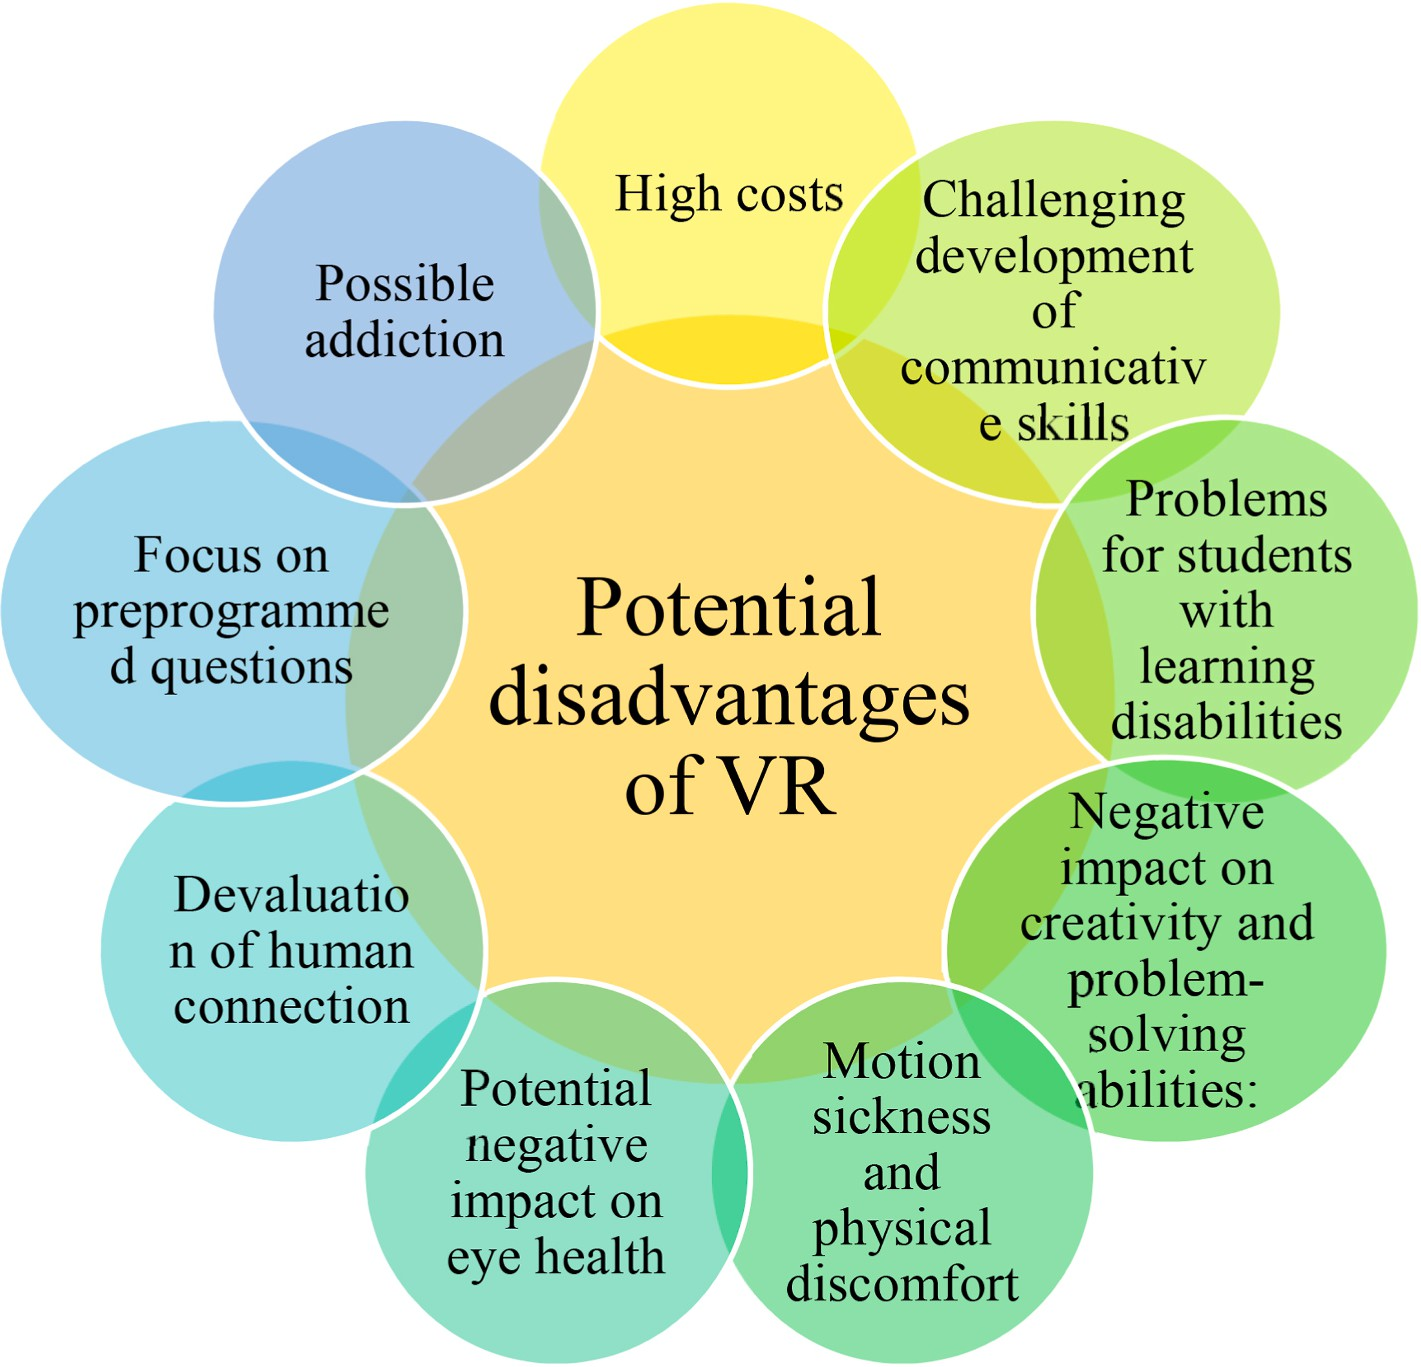 High costs
Challenging
development
of
communicativ
e skills
Problems
for students
with
learning
disabilities
Negative
impact on
creativity and
problem-
solving
abilities:
Motion
sickness
and
physical
discomfort
Potential
negative
impact on
eye health
Devaluatio
n of human
connection
Focus on
preprogramme
d questions
Possible
addiction
Potential
disadvantages
of VR